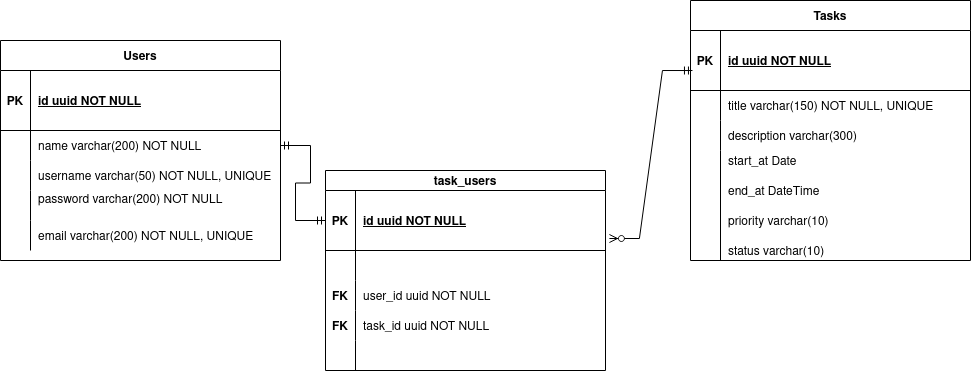 Users
PK
id uuid NOT NULL
name varchar(200) NOT NULL
username varchar(50) NOT NULL, UNIQUE
password varchar(200) NOT NULL
email varchar(200) NOT NULL, UNIQUE
task_users
PK
id uuid NOT NULL
FK
user_id uuid NOT NULL
FK
task_id uuid NOT NULL
Tasks
PK
id uuid NOT NULL
title varchar(150) NOT NULL, UNIQUE
description varchar(300)
start_at Date
end_at DateTime
priority varchar(10)
status varchar(10)